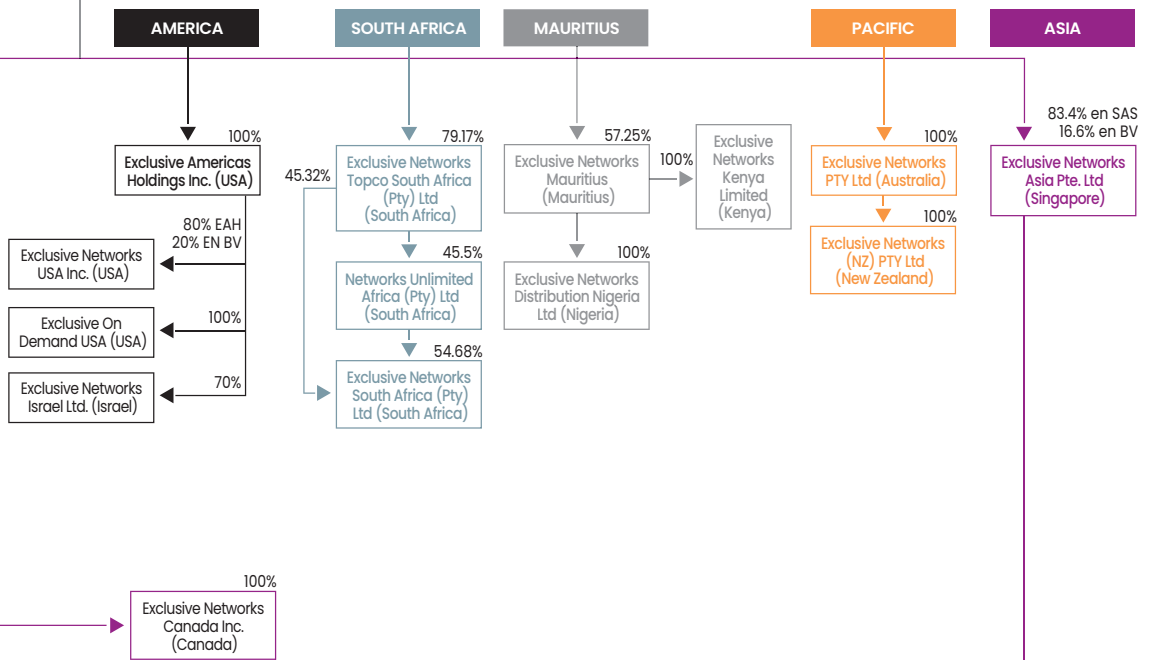 AMERICA
SOUTH AFRICA
MAURITIUS
PACIFIC
ASIA
100%
Exclusive Americas
Holdings Inc. (USA)
80% EAH
20% EN BV
Exclusive Networks
USA Inc. (USA)
100%
Exclusive On
Demand USA (USA)
70%
Exclusive Networks
Israel Ltd. (Israel)
79.17%
Exclusive Networks
Topco South Africa
(Pty) Ltd
(South Africa)
45.32%
45.5%
Networks Unlimited
Africa (Pty) Ltd
(South Africa)
54.68%
Exclusive Networks
South Africa (Pty)
Ltd (South Africa)
57.25%
Exclusive Networks
Mauritius
(Mauritius)
100%
Exclusive
Networks
Kenya
Limited
(Kenya)
100%
Exclusive Networks
Distribution Nigeria
Ltd (Nigeria)
100%
Exclusive Networks
PTY Ltd (Australia)
100%
Exclusive Networks
(NZ) PTY Ltd
(New Zealand)
83.4% en SAS
16.6% en BV
Exclusive Networks
Asia Pte. Ltd
(Singapore)
100%
Exclusive Networks
Canada Inc.
(Canada)